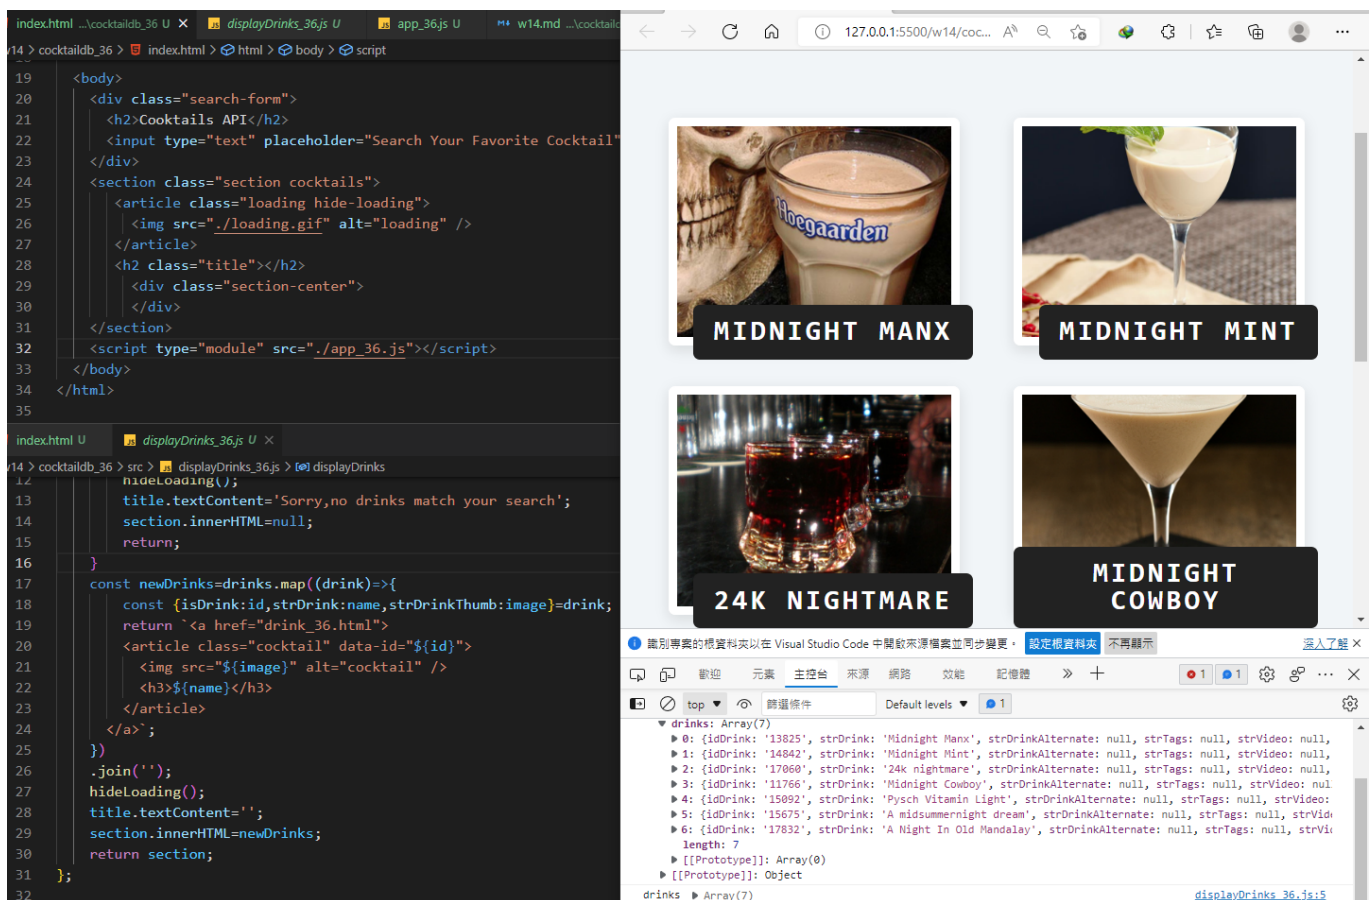 index.html ...\cocktaildb_36 U ✕ displayDrinks_36.js U app_36.js U w14.md ...\cocktailc
v14 > cocktaildb_36 > index.html > html > body > script
19 <body>
20 <div class="search-form">
21 <h2>Cooktails API</h2>
22 <input type="text" placeholder="Search Your Favorite Cocktail"
23 </div>
24 <section class="section cocktails">
25 <article class="loading hide-loading">
26 <img src="./loading.gif" alt="loading" />
27 </article>
28 <h2 class="title"></h2>
29 <div class="section-center">
30 </div>
31 </section>
32 <script type="module" src="./app_36.js"></script>
33 </body>
34 </html>
35
index.html U displayDrinks_36.js U ✕
v14 > cocktaildb_36 > src > displayDrinks_36.js > displayDrinks
12 hideLoading();
13 title.textContent='Sorry,no drinks match your search';
14 section.innerHTML=null;
15 return;
16 }
17 const newDrinks=drinks.map((drink)=>{
18 const {isDrink:id,strDrink:name,strDrinkThumb:image}=drink;
19 return `<a href="drink_36.html">
20 <article class="cocktail" data-id="${id}">
21 <img src="${image}" alt="cocktail" />
22 <h3>${name}</h3>
23 </article>
24 </a>`;
25 })
26 .join('');
27 hideLoading();
28 title.textContent='';
29 section.innerHTML=newDrinks;
30 return section;
31 };
32
127.0.0.1:5500/w14/coc...
Hoegaarden
MIDNIGHT MANX
MIDNIGHT MINT
24K NIGHTMARE
MIDNIGHT
COWBOY
識別專案的根資料夾以在 Visual Studio Code 中開啟來源檔案並同步變更。 設定根資料夾 不再顯示 深入了解 ✕
歡迎 元素 主控台 來源 網路 效能 記憶體 1 1
top ▼ 篩選條件 Default levels ▼ 1
▼ drinks: Array(7)
▶ 0: {idDrink: '13825', strDrink: 'Midnight Manx', strDrinkAlternate: null, strTags: null, strVideo: null,
▶ 1: {idDrink: '14842', strDrink: 'Midnight Mint', strDrinkAlternate: null, strTags: null, strVideo: null,
▶ 2: {idDrink: '17060', strDrink: '24k nightmare', strDrinkAlternate: null, strTags: null, strVideo: null,
▶ 3: {idDrink: '11766', strDrink: 'Midnight Cowboy', strDrinkAlternate: null, strTags: null, strVideo: nul
▶ 4: {idDrink: '15092', strDrink: 'Pysch Vitamin Light', strDrinkAlternate: null, strTags: null, strVideo:
▶ 5: {idDrink: '15675', strDrink: 'A midsummernight dream', strDrinkAlternate: null, strTags: null, strVid
▶ 6: {idDrink: '17832', strDrink: 'A Night In Old Mandalay', strDrinkAlternate: null, strTags: null, strVi
length: 7
▶ [[Prototype]]: Array(0)
▶ [[Prototype]]: Object
drinks ▶ Array(7) displayDrinks_36.js:5